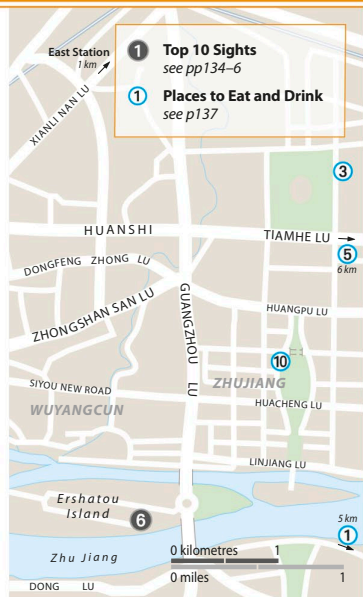 East Station
1 km
1 Top 10 Sights
see pp134–6
1 Places to Eat and Drink
see p137
XIANLI NAN LU
3
HUANSHI
TIAMHE LU
5
6 km
DONGFENG ZHONG LU
ZHONGSHAN SAN LU
GUANGZHOU LU
HUANGPU LU
10
SIYOU NEW ROAD
ZHUJIANG
WUYANGCUN
HUACHENG LU
LINJIANG LU
Ershatou
Island
6
5 km
1
Zhu Jiang
0 kilometres 1
0 miles 1
DONG LU